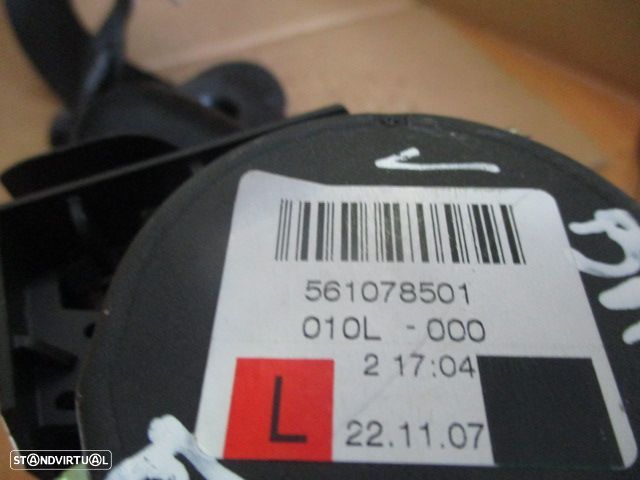 561078501
010L - 000
2 17:04
L
22.11.07
STANDVIRTUAL